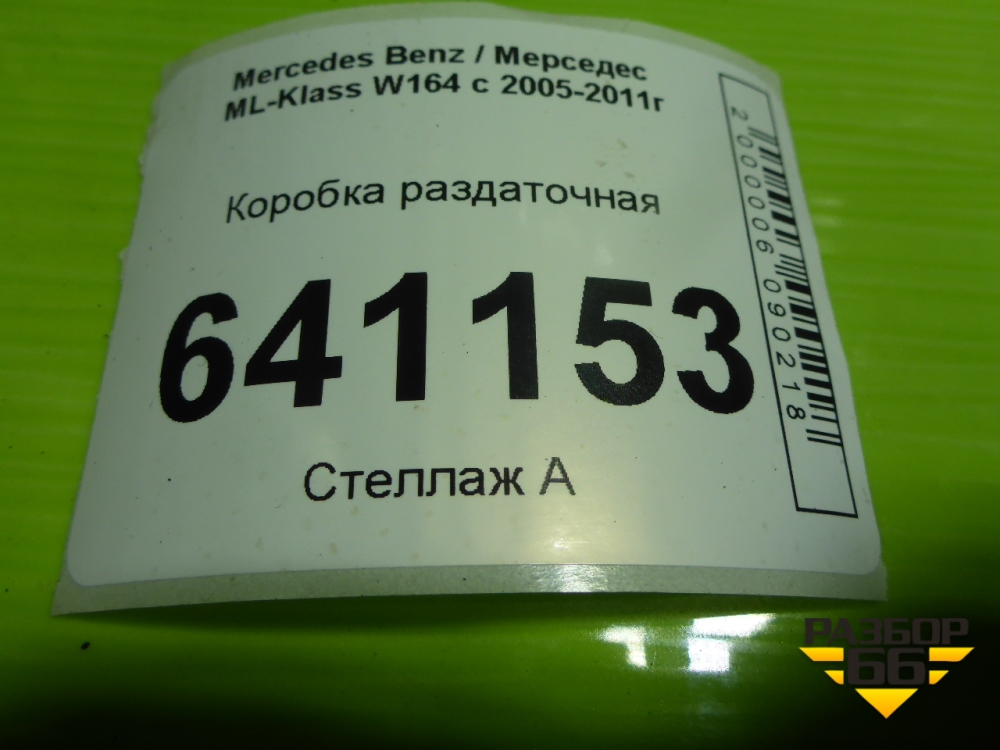 Mercedes Benz / Мерседес
ML-Klass W164 с 2005-2011г
Коробка раздаточная
641153
Стеллаж А
2000006090218
РАЗБОР
66